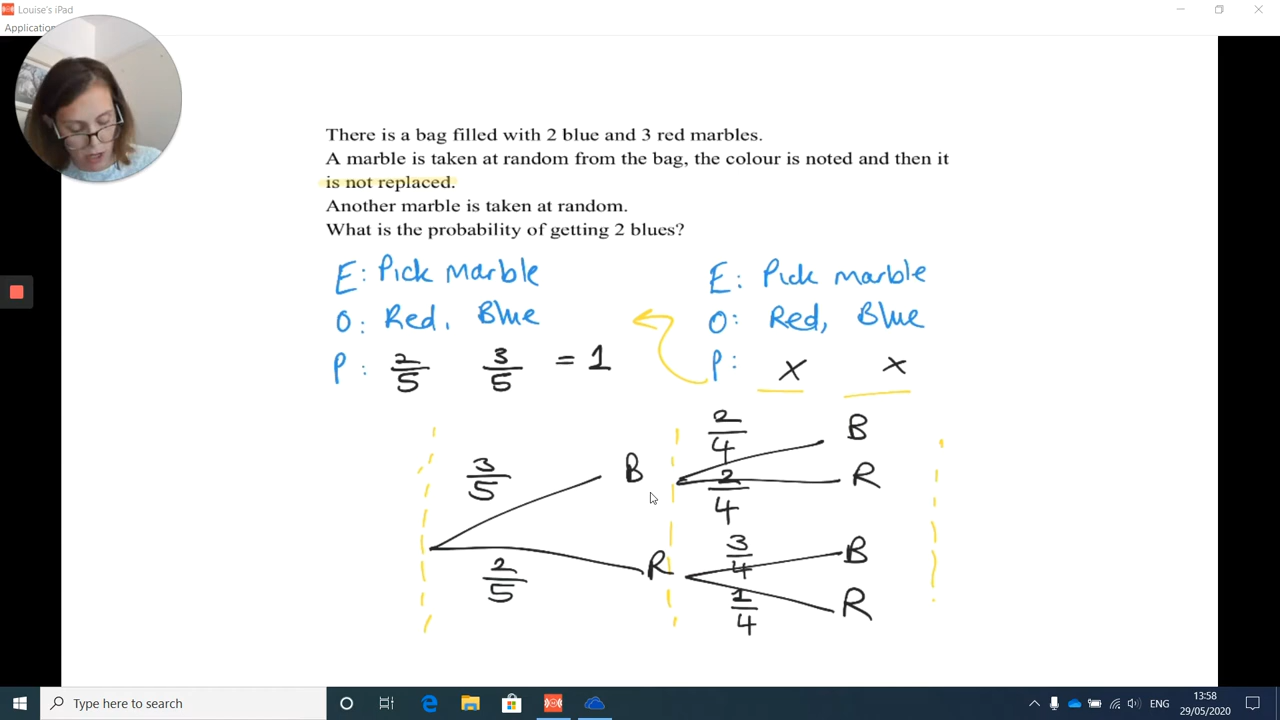 Louise's iPad
Application
There is a bag filled with 2 blue and 3 red marbles.
A marble is taken at random from the bag, the colour is noted and then it
is not replaced.
Another marble is taken at random.
What is the probability of getting 2 blues?
E: Pick marble
E: Pick marble
O: Red, Blue
O: Red, Blue
P: 2/5 3/5 = 1
P: x x
2/4 B
3/5 B
2/4 R
2/5 R
3/4 B
1/4 R
Type here to search
ENG
13:58
29/05/2020